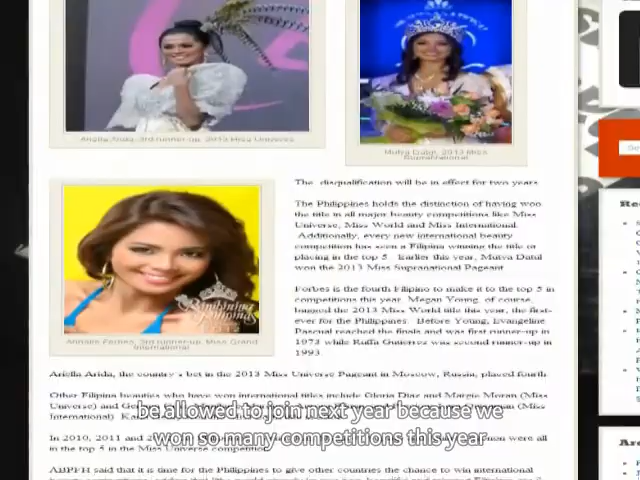 Ariella Arida, 3rd runner-up, 2013 Miss Universe
Mutya Datul, 2013 Miss
Supranational
The disqualification will be in effect for two years.
The Philippines holds the distinction of having won
the title in all major beauty competitions like Miss
Universe, Miss World and Miss International.
Additionally, every new international beauty
competition has seen a Filipina winning the title or
placing in the top 5. Earlier this year, Mutya Datul
won the 2013 Miss Supranational Pageant.
Forbes is the fourth Filipino to make it to the top 5 in
competitions this year. Megan Young, of course,
bagged the 2013 Miss World title this year, the first-
ever for the Philippines. Before Young, Evangeline
Pascual reached the finals and was first runner-up in
1973 while Ruffa Gutierrez was second runner-up in
1993.
Binibining
Pilipinas
Annalie Forbes, 3rd runner-up, Miss Grand
International
Ariella Arida, the country's bet in the 2013 Miss Universe Pageant in Moscow, Russia, placed fourth.
Other Filipina beauties who have won international titles include Gloria Diaz and Margie Moran (Miss
Universe) and (Miss
International).
be allowed to join next year because we
won so many competitions this year
In 2010, 2011 and were all
in the top 5 in the Miss Universe
ABPFH said that it is time for the Philippines to give other countries the chance to win international
Re
Ar